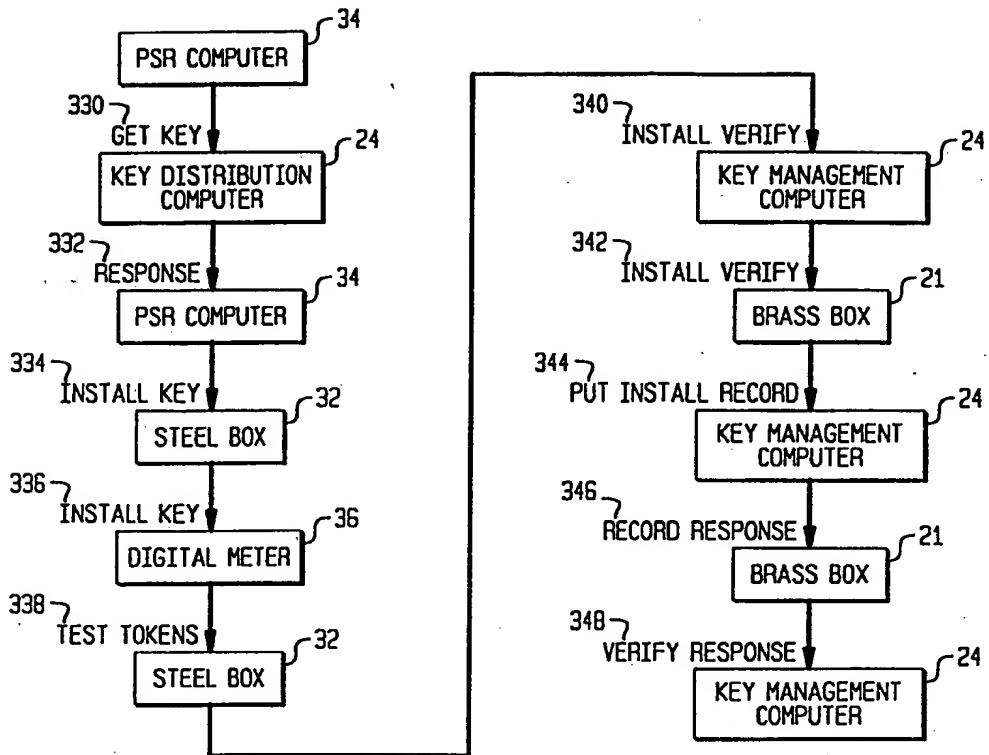 34
PSR COMPUTER
330
GET KEY
24
KEY DISTRIBUTION
COMPUTER
332
RESPONSE
34
PSR COMPUTER
334
INSTALL KEY
32
STEEL BOX
336
INSTALL KEY
36
DIGITAL METER
338
TEST TOKENS
32
STEEL BOX
340
INSTALL VERIFY
24
KEY MANAGEMENT
COMPUTER
342
INSTALL VERIFY
21
BRASS BOX
344
PUT INSTALL RECORD
24
KEY MANAGEMENT
COMPUTER
346
RECORD RESPONSE
21
BRASS BOX
348
VERIFY RESPONSE
24
KEY MANAGEMENT
COMPUTER